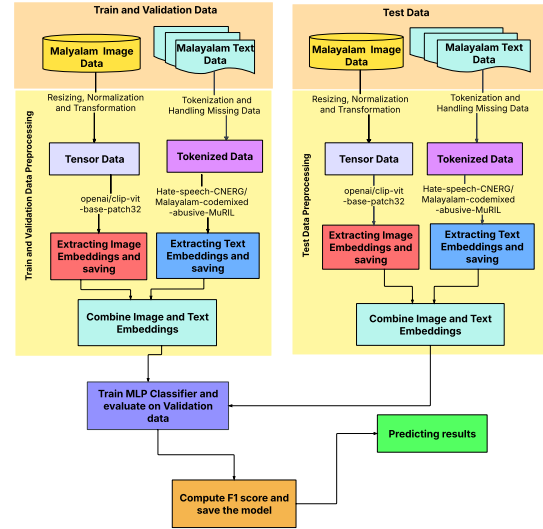 Train and Validation Data
Malayalam Image
Data
Malayalam Text
Data
Resizing, Normalization
and Transformation
Tokenization and
Handling Missing Data
Train and Validation Data Preprocessing
Tensor Data
Tokenized Data
openai/clip-vit
-base-patch32
Hate-speech-CNERG/
Malayalam-codemixed
-abusive-MuRIL
Extracting Image
Embeddings and
saving
Extracting Text
Embeddings and
saving
Combine Image and Text
Embeddings
Test Data
Malayalam Image
Data
Malayalam Text
Data
Resizing, Normalization
and Transformation
Tokenization and
Handling Missing Data
Test Data Preprocessing
Tensor Data
Tokenized Data
openai/clip-vit
-base-patch32
Hate-speech-CNERG/
Malayalam-codemixed
-abusive-MuRIL
Extracting Image
Embeddings and
saving
Extracting Text
Embeddings and
saving
Combine Image and Text
Embeddings
Train MLP Classifier and
evaluate on Validation
data
Predicting results
Compute F1 score and
save the model